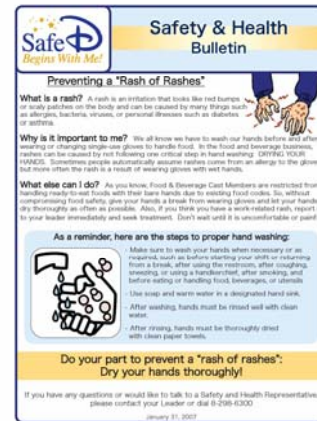 Safe D
Begins With Me!
Safety & Health
Bulletin
Preventing a "Rash of Rashes"
What is a rash? A rash is an irritation that looks like red bumps
or scaly patches on the body and can be caused by many things such
as allergies, bacteria, viruses, or personal illnesses such as diabetes
or asthma.
Why is it important to me? We all know we have to wash our hands before and after
wearing or changing single-use gloves to handle food. In the food and beverage business,
rashes can be caused by not following one critical step in hand washing: DRYING YOUR
HANDS. Sometimes people automatically assume rashes come from an allergy to the glove
but more often the rash is a result of wearing gloves with wet hands.
What else can I do? As you know, Food & Beverage Cast Members are restricted from
handling ready-to-eat foods with their bare hands due to existing food codes. So, without
compromising food safety, give your hands a break from wearing gloves and let your hands
dry thoroughly as often as possible. Also, if you think you have a work-related rash, report
to your leader immediately and seek treatment. Don't wait until it is uncomfortable or painf
As a reminder, here are the steps to proper hand washing:
- Make sure to wash your hands when necessary or as
required, such as before starting your shift or returning
from a break, after using the restroom, after coughing,
sneezing, or using a handkerchief, after smoking, and
before eating or handling food, beverages, or utensils
- Use soap and warm water in a designated hand sink.
- After washing, hands must be rinsed well with clean
water.
- After rinsing, hands must be thoroughly dried
with clean paper towels.
Do your part to prevent a "rash of rashes":
Dry your hands thoroughly!
If you have any questions or would like to talk to a Safety and Health Representative
please contact your Leader or dial 8-298-6300
January 31, 2007